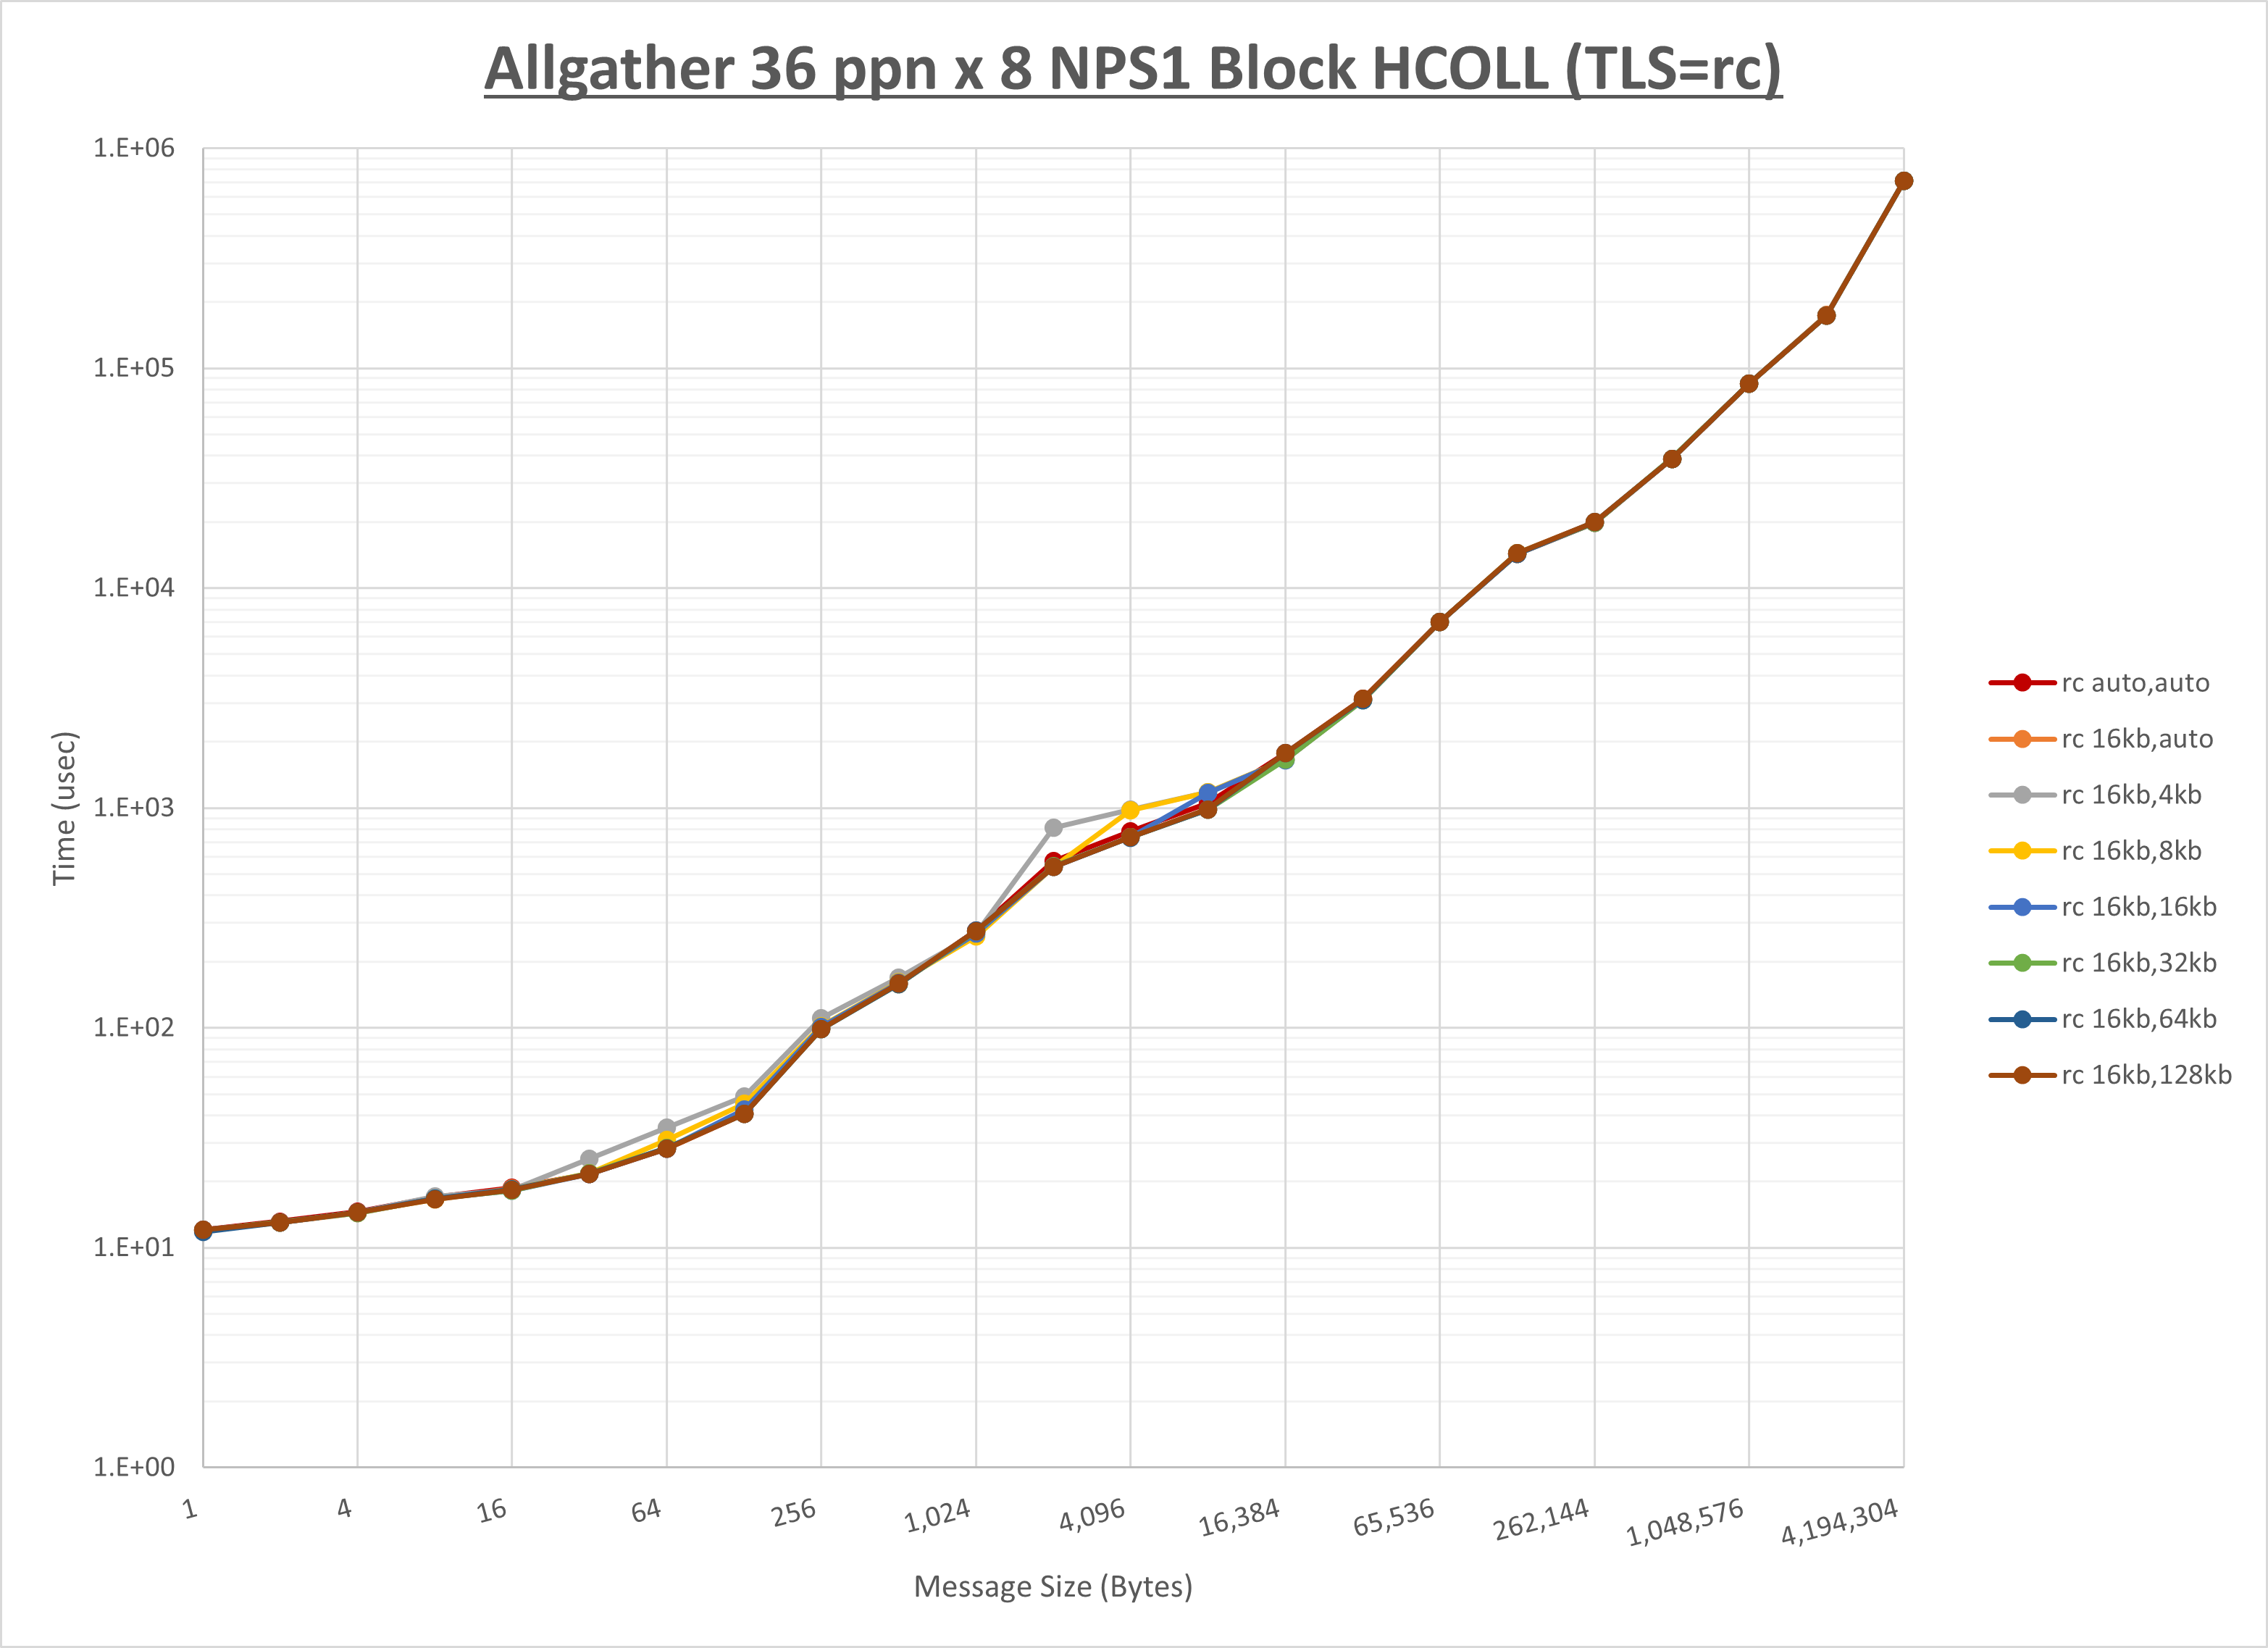 Allgather 36 ppn x 8 NPS1 Block HCOLL (TLS=rc)
1.E+06
1.E+05
1.E+04
1.E+03
1.E+02
1.E+01
1.E+00
Time (usec)
1
4
16
64
256
1,024
4,096
16,384
65,536
262,144
1,048,576
4,194,304
Message Size (Bytes)
rc auto,auto
rc 16kb,auto
rc 16kb,4kb
rc 16kb,8kb
rc 16kb,16kb
rc 16kb,32kb
rc 16kb,64kb
rc 16kb,128kb